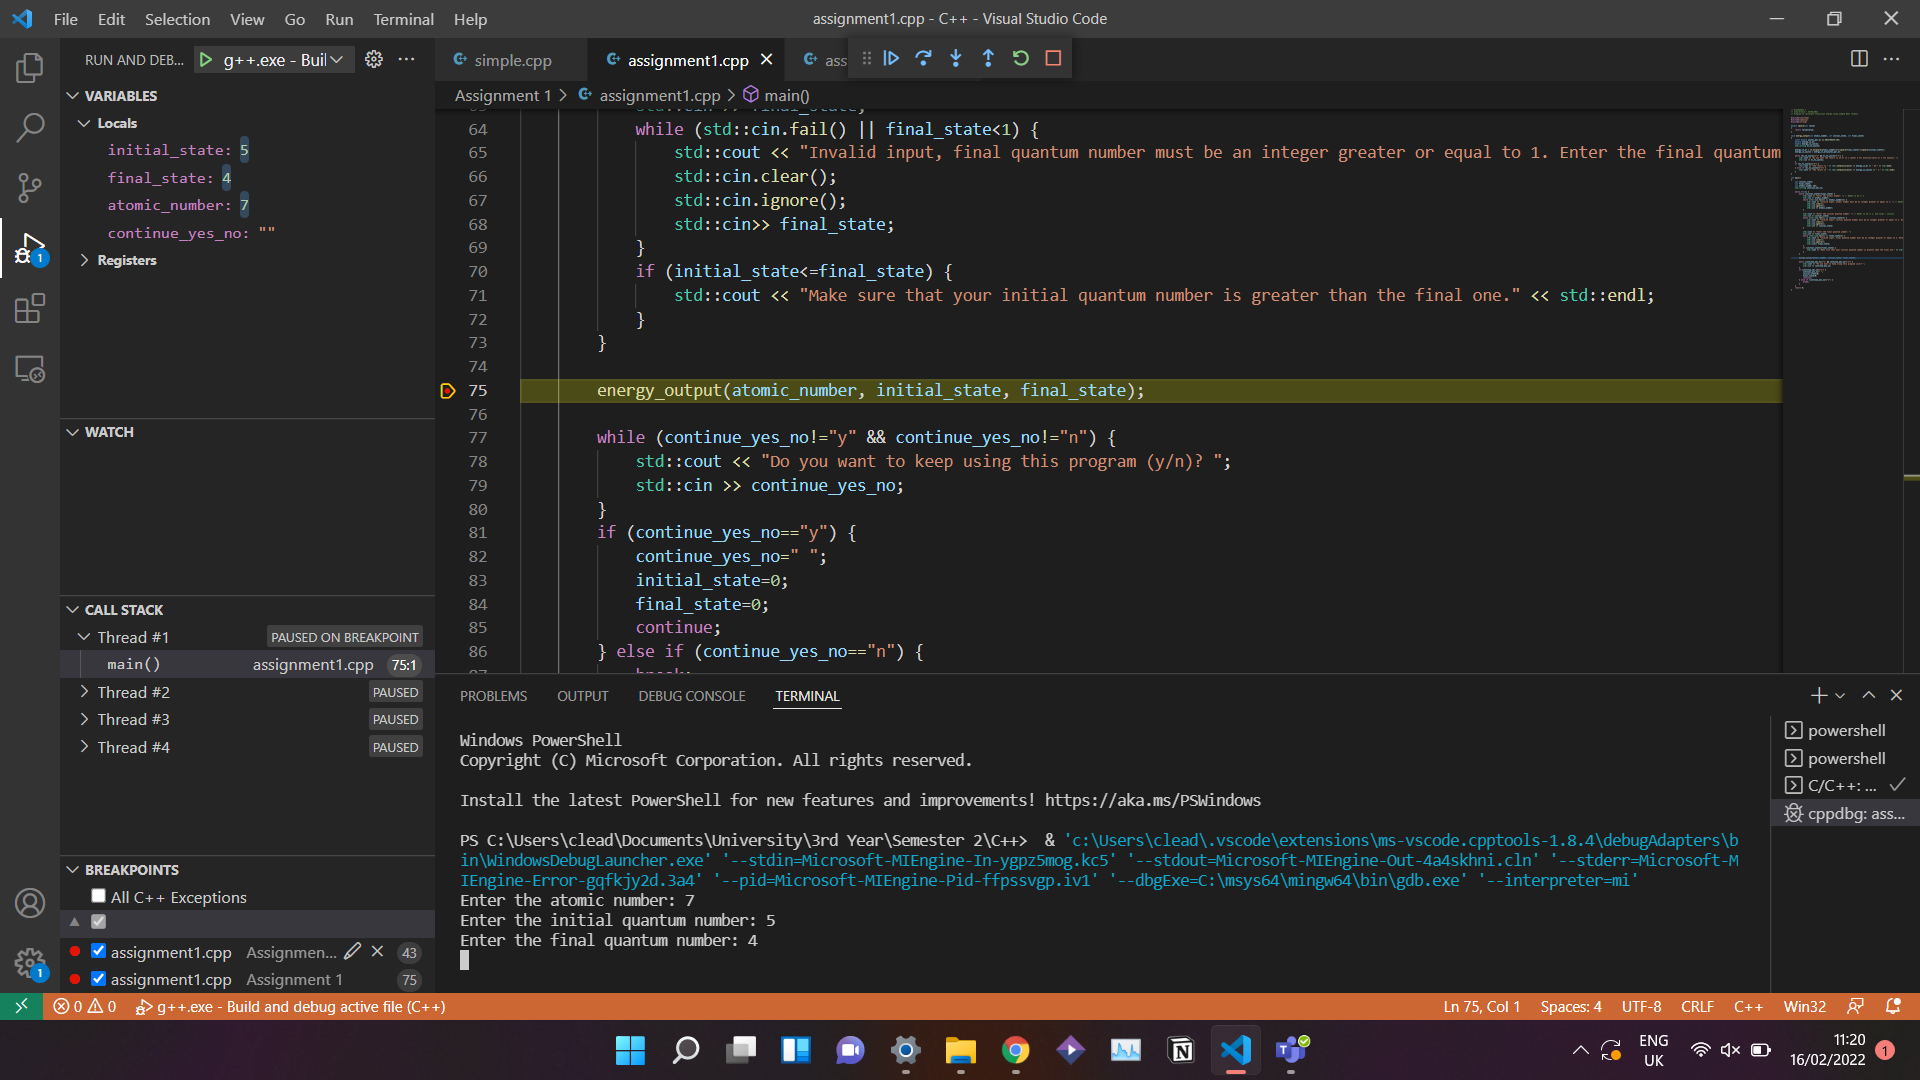 File Edit Selection View Go Run Terminal Help
assignment1.cpp - C++ - Visual Studio Code
RUN AND DEB... g++.exe - Buil
simple.cpp
assignment1.cpp
ass
Assignment 1 > assignment1.cpp > main()
VARIABLES
Locals
initial_state: 5
final_state: 4
atomic_number: 7
continue_yes_no: ""
Registers
WATCH
CALL STACK
Thread #1 PAUSED ON BREAKPOINT
main() assignment1.cpp 75:1
Thread #2 PAUSED
Thread #3 PAUSED
Thread #4 PAUSED
BREAKPOINTS
All C++ Exceptions
assignment1.cpp Assignmen... 43
assignment1.cpp Assignment 1 75
64 while (std::cin.fail() || final_state<1) {
65 std::cout << "Invalid input, final quantum number must be an integer greater or equal to 1. Enter the final quantum
66 std::cin.clear();
67 std::cin.ignore();
68 std::cin>> final_state;
69 }
70 if (initial_state<=final_state) {
71 std::cout << "Make sure that your initial quantum number is greater than the final one." << std::endl;
72 }
73 }
74
75 energy_output(atomic_number, initial_state, final_state);
76
77 while (continue_yes_no!="y" && continue_yes_no!="n") {
78 std::cout << "Do you want to keep using this program (y/n)? ";
79 std::cin >> continue_yes_no;
80 }
81 if (continue_yes_no=="y") {
82 continue_yes_no=" ";
83 initial_state=0;
84 final_state=0;
85 continue;
86 } else if (continue_yes_no=="n") {
PROBLEMS OUTPUT DEBUG CONSOLE TERMINAL
Windows PowerShell
Copyright (C) Microsoft Corporation. All rights reserved.
Install the latest PowerShell for new features and improvements! https://aka.ms/PSWindows
PS C:\Users\clead\Documents\University\3rd Year\Semester 2\C++> & 'c:\Users\clead\.vscode\extensions\ms-vscode.cpptools-1.8.4\debugAdapters\b
in\WindowsDebugLauncher.exe' '--stdin=Microsoft-MIEngine-In-ygpz5mog.kc5' '--stdout=Microsoft-MIEngine-Out-4a4skhni.cln' '--stderr=Microsoft-M
IEngine-Error-gqfkjy2d.3a4' '--pid=Microsoft-MIEngine-Pid-ffpssvgp.iv1' '--dbgExe=C:\msys64\mingw64\bin\gdb.exe' '--interpreter=mi'
Enter the atomic number: 7
Enter the initial quantum number: 5
Enter the final quantum number: 4
powershell
powershell
C/C++: ...
cppdbg: ass...
0 0 g++.exe - Build and debug active file (C++)
Ln 75, Col 1 Spaces: 4 UTF-8 CRLF C++ Win32
ENG
UK
11:20
16/02/2022
1